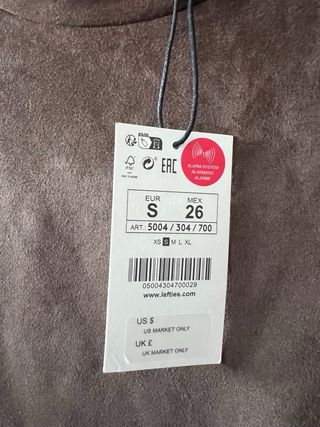 FSC
EAC
ALARM SYSTEM
ALARMADO
ALARME
EUR MEX
S 26
ART.: 5004 / 304 / 700
XS S M L XL
05004304700029
www.lefties.com
US $
US MARKET ONLY
UK £
UK MARKET ONLY